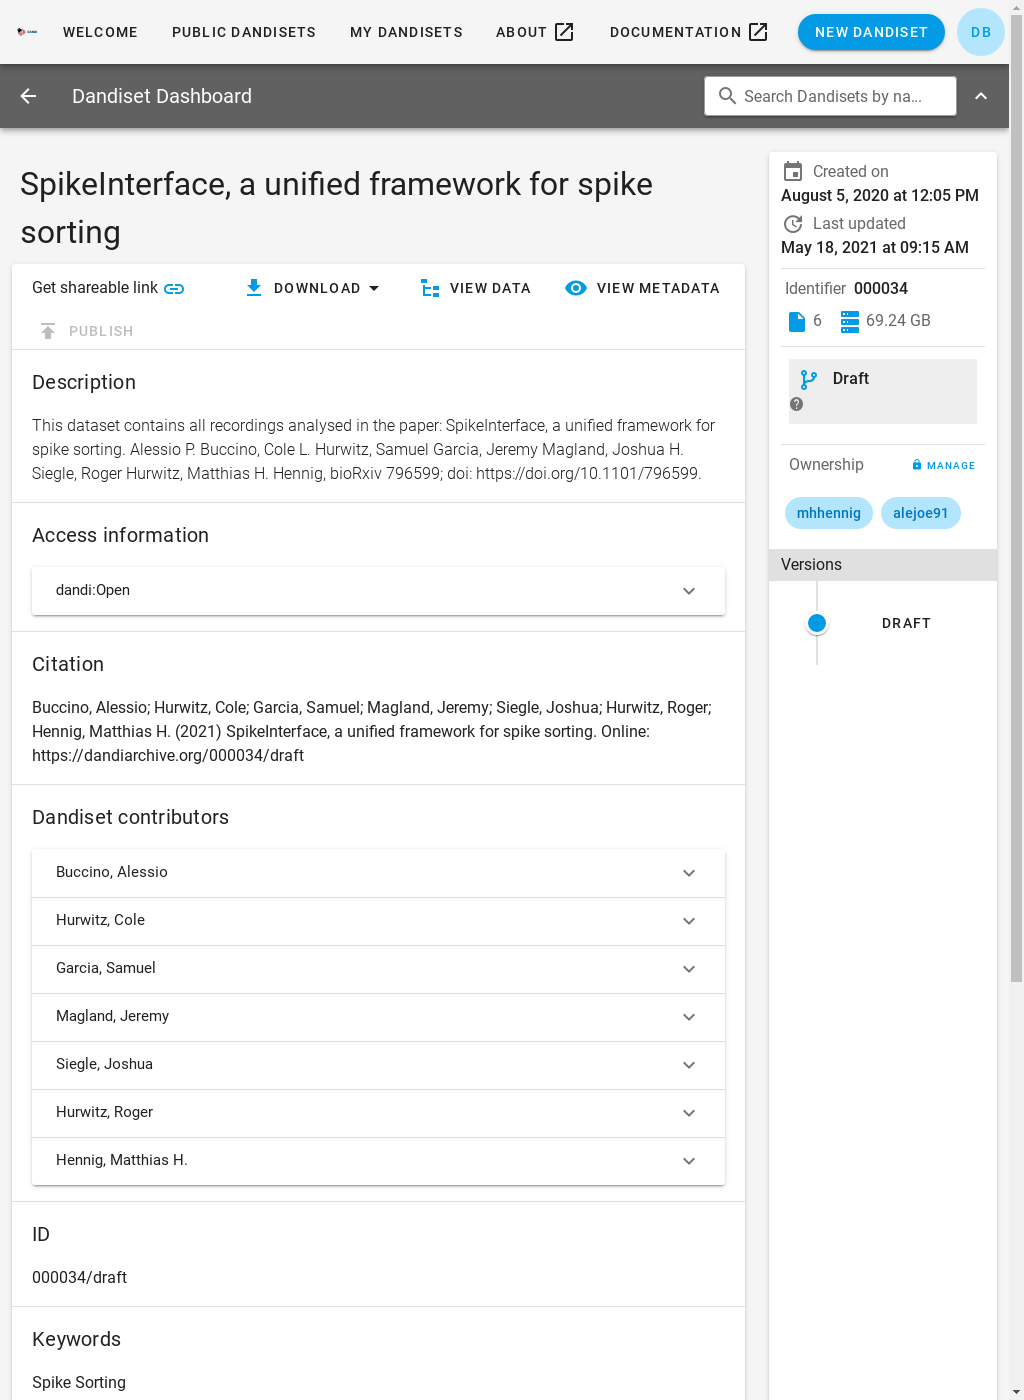 WELCOME PUBLIC DANDISETS MY DANDISETS ABOUT DOCUMENTATION NEW DANDISET DB
Dandiset Dashboard Search Dandisets by na...
SpikeInterface, a unified framework for spike
sorting
Get shareable link DOWNLOAD VIEW DATA VIEW METADATA
PUBLISH
Description
This dataset contains all recordings analysed in the paper: SpikeInterface, a unified framework for
spike sorting. Alessio P. Buccino, Cole L. Hurwitz, Samuel Garcia, Jeremy Magland, Joshua H.
Siegle, Roger Hurwitz, Matthias H. Hennig, bioRxiv 796599; doi: https://doi.org/10.1101/796599.
Access information
dandi:Open
Citation
Buccino, Alessio; Hurwitz, Cole; Garcia, Samuel; Magland, Jeremy; Siegle, Joshua; Hurwitz, Roger;
Hennig, Matthias H. (2021) SpikeInterface, a unified framework for spike sorting. Online:
https://dandiarchive.org/000034/draft
Dandiset contributors
Buccino, Alessio
Hurwitz, Cole
Garcia, Samuel
Magland, Jeremy
Siegle, Joshua
Hurwitz, Roger
Hennig, Matthias H.
ID
000034/draft
Keywords
Spike Sorting
Created on
August 5, 2020 at 12:05 PM
Last updated
May 18, 2021 at 09:15 AM
Identifier 000034
6 69.24 GB
Draft
Ownership MANAGE
mhhennig alejoe91
Versions
DRAFT